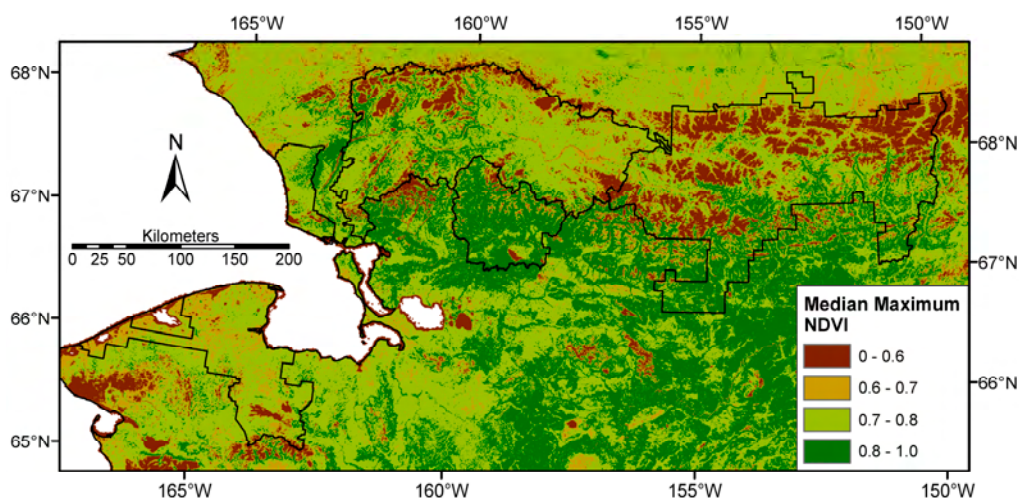 165°W 160°W 155°W 150°W
68°N
68°N
N
67°N
Kilometers
0 25 50 100 150 200
67°N
66°N
Median Maximum
NDVI
0 - 0.6
0.6 - 0.7
66°N
0.7 - 0.8
65°N
0.8 - 1.0
165°W 160°W 155°W 150°W